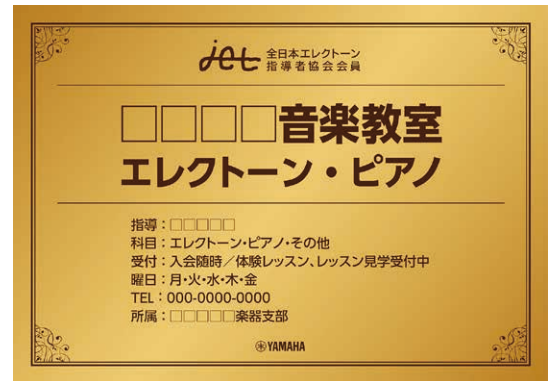 jet 全日本エレクトーン
指導者協会会員
□□□□音楽教室
エレクトーン・ピアノ
指導：□□□□□
科目：エレクトーン・ピアノ・その他
受付：入会随時／体験レッスン、レッスン見学受付中
曜日：月・火・水・木・金
TEL：000-0000-0000
所属：□□□□□楽器支部
YAMAHA